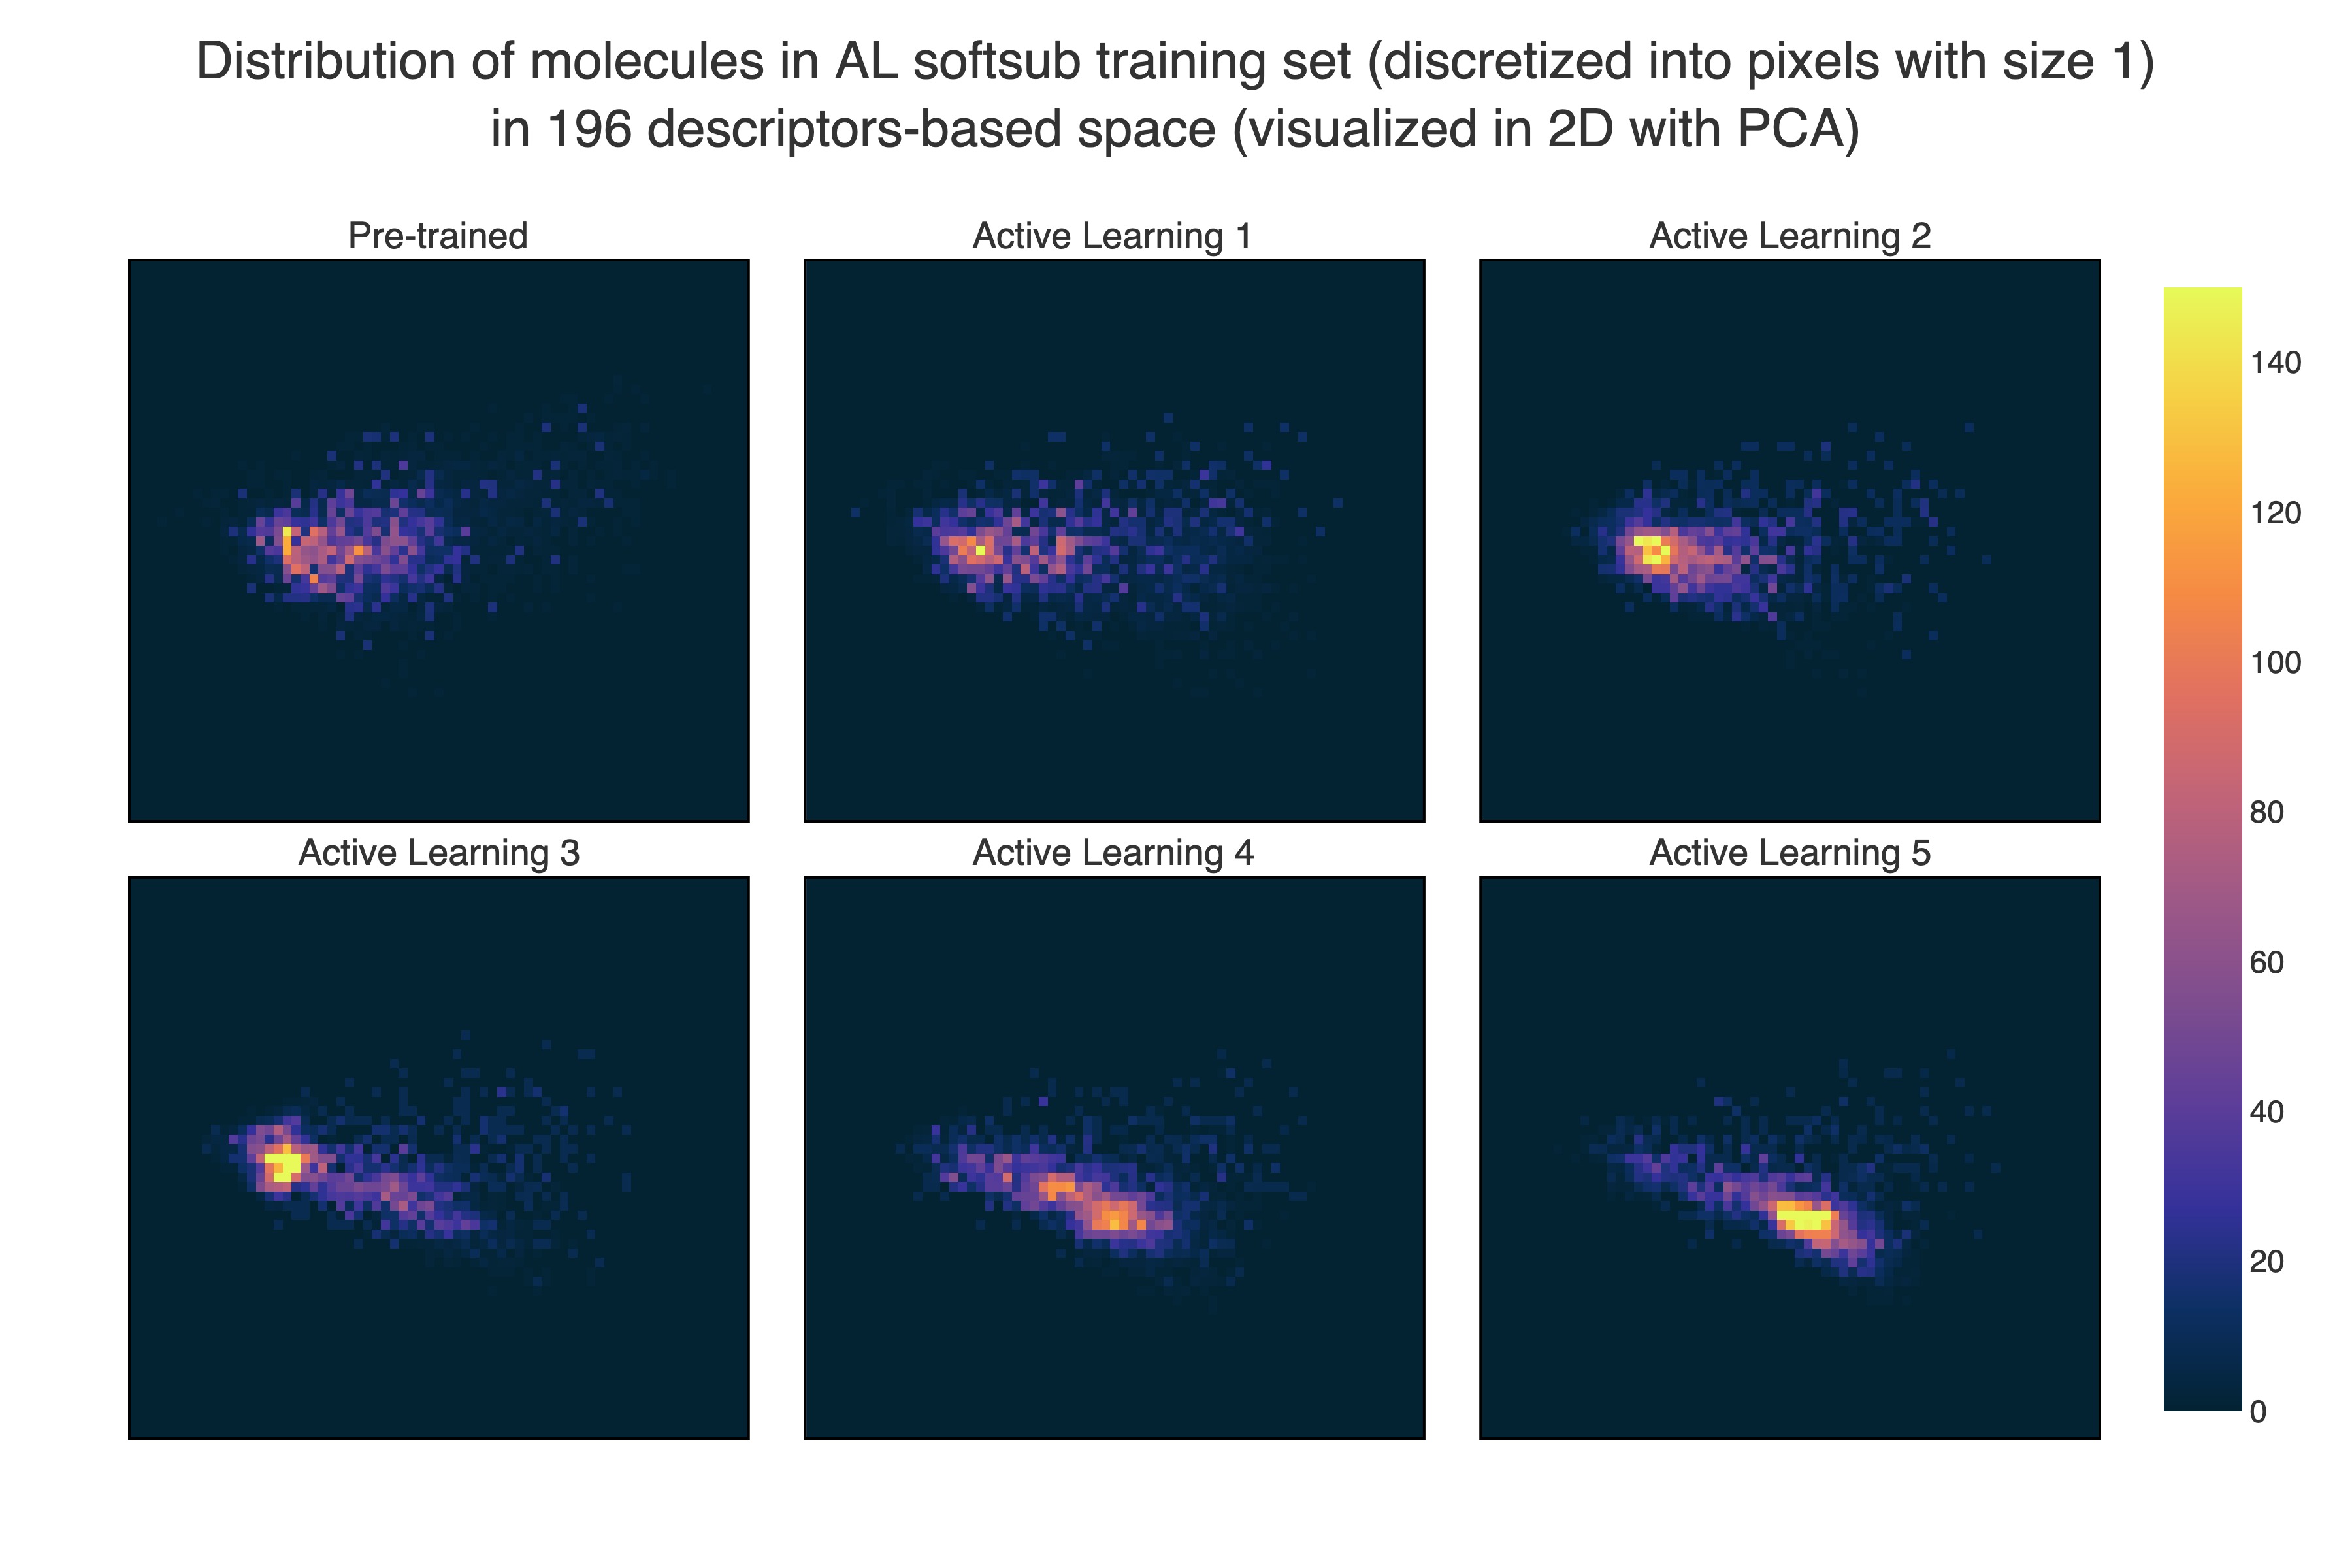 Distribution of molecules in AL softsub training set (discretized into pixels with size 1)
in 196 descriptors-based space (visualized in 2D with PCA)
Pre-trained
Active Learning 1
Active Learning 2
Active Learning 3
Active Learning 4
Active Learning 5
140
120
100
80
60
40
20
0